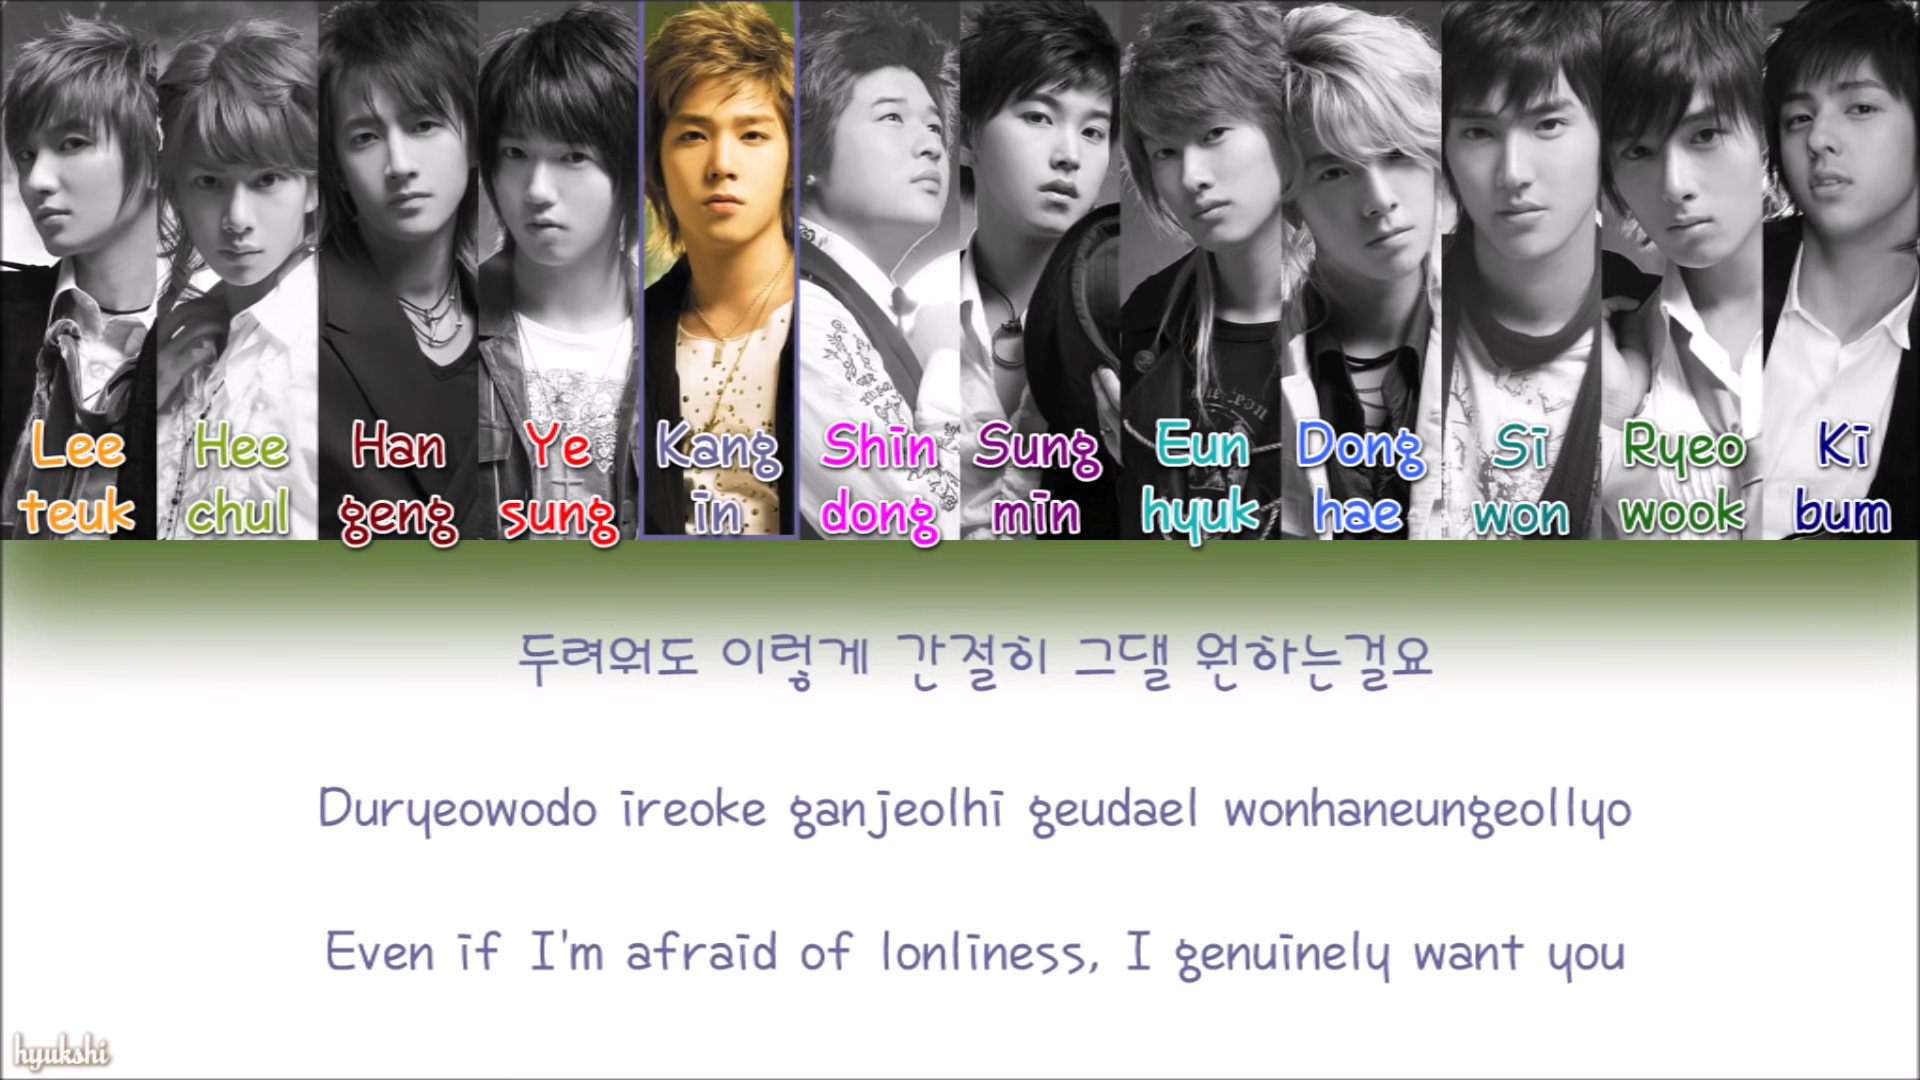 Lee teuk
Hee chul
Han geng
Ye sung
Kang in
Shin dong
Sung min
Eun hyuk
Dong hae
Si won
Ryeo wook
Ki bum
두려워도 이렇게 간절히 그댈 원하는걸요
Duryeowodo ireoke ganjeolhi geudael wonhaneungeollyo
Even if I'm afraid of lonliness, I genuinely want you
hyukshi